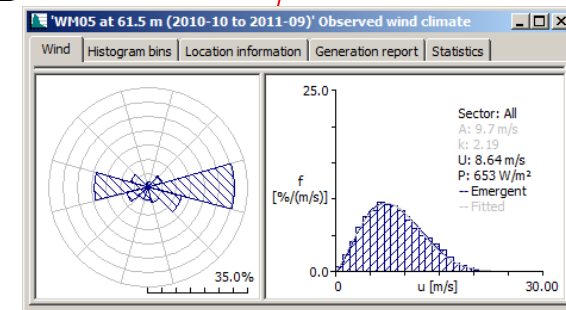 'WM05 at 61.5 m (2010-10 to 2011-09)' Observed wind climate
Wind Histogram bins Location information Generation report Statistics
35.0%
25.0
f
[%/(m/s)]
0.0
0
u [m/s]
30.00
Sector: All
A: 9.7 m/s
k: 2.19
U: 8.64 m/s
P: 653 W/m²
-- Emergent
-- Fitted